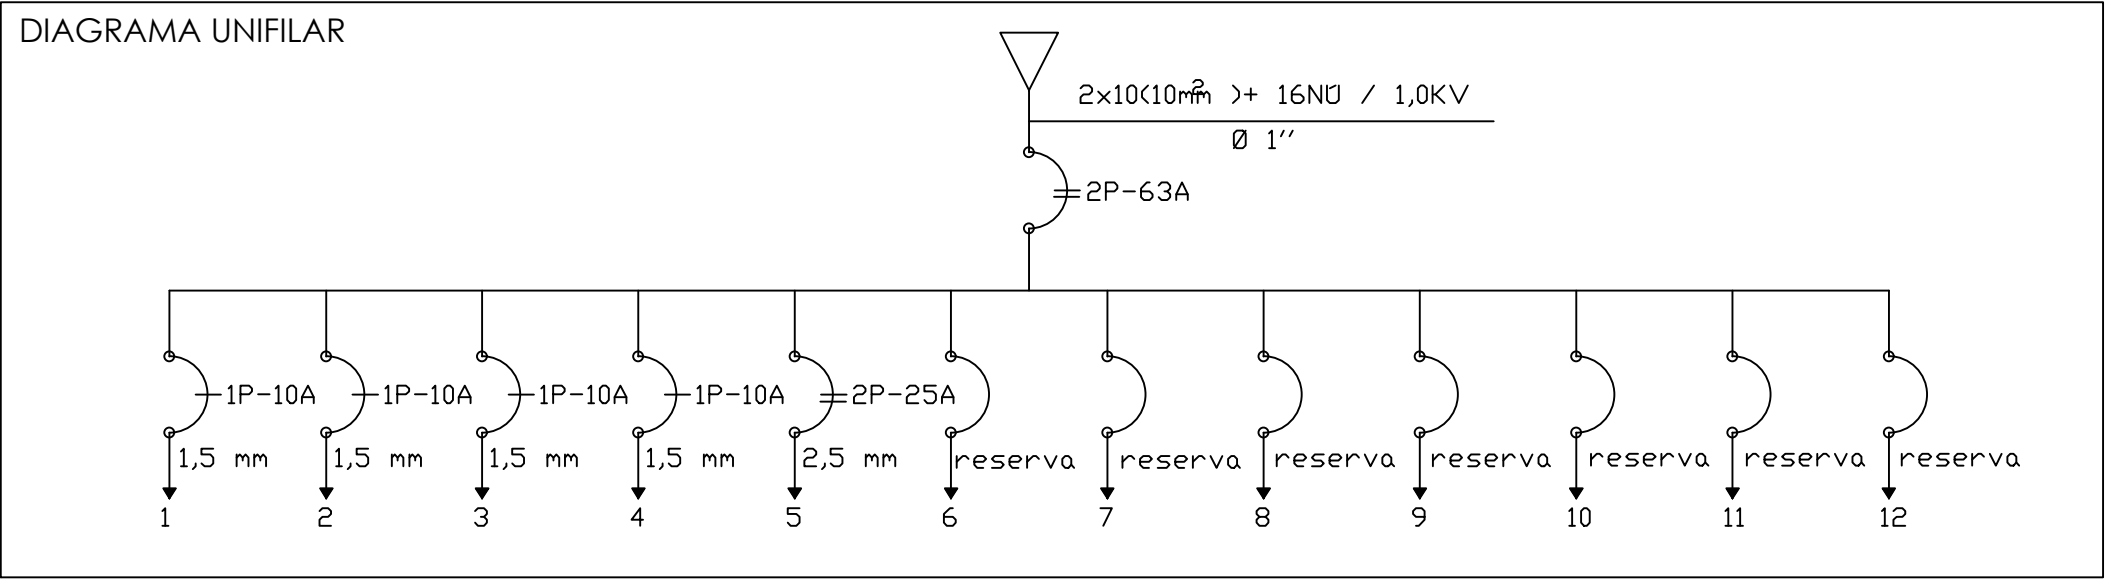 DIAGRAMA UNIFILAR
2x10(10mm² )+ 16NÚ / 1,0KV
Ø 1''
2P-63A
1P-10A 1P-10A 1P-10A 1P-10A 2P-25A
1,5 mm 1,5 mm 1,5 mm 1,5 mm 2,5 mm reserva reserva reserva reserva reserva reserva reserva
1 2 3 4 5 6 7 8 9 10 11 12